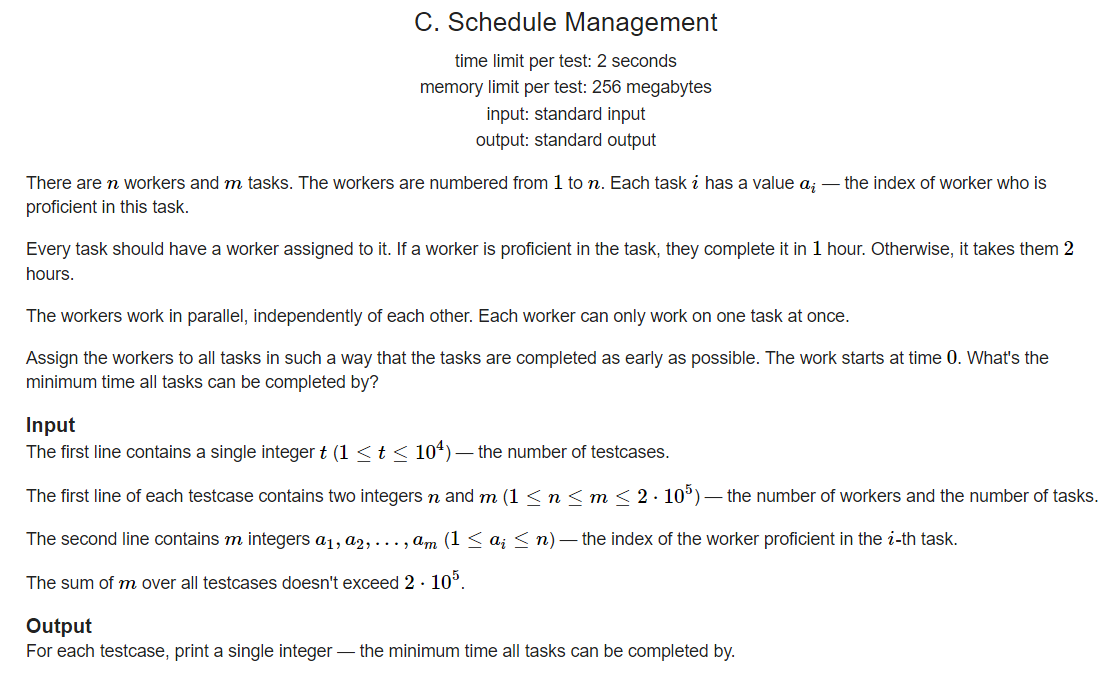 C. Schedule Management
time limit per test: 2 seconds
memory limit per test: 256 megabytes
input: standard input
output: standard output
There are n workers and m tasks. The workers are numbered from 1 to n. Each task i has a value a_i — the index of worker who is
proficient in this task.
Every task should have a worker assigned to it. If a worker is proficient in the task, they complete it in 1 hour. Otherwise, it takes them 2
hours.
The workers work in parallel, independently of each other. Each worker can only work on one task at once.
Assign the workers to all tasks in such a way that the tasks are completed as early as possible. The work starts at time 0. What's the
minimum time all tasks can be completed by?
Input
The first line contains a single integer t (1 ≤ t ≤ 10^4) — the number of testcases.
The first line of each testcase contains two integers n and m (1 ≤ n ≤ m ≤ 2 · 10^5) — the number of workers and the number of tasks.
The second line contains m integers a_1, a_2, . . . , a_m (1 ≤ a_i ≤ n) — the index of the worker proficient in the i-th task.
The sum of m over all testcases doesn't exceed 2 · 10^5.
Output
For each testcase, print a single integer — the minimum time all tasks can be completed by.